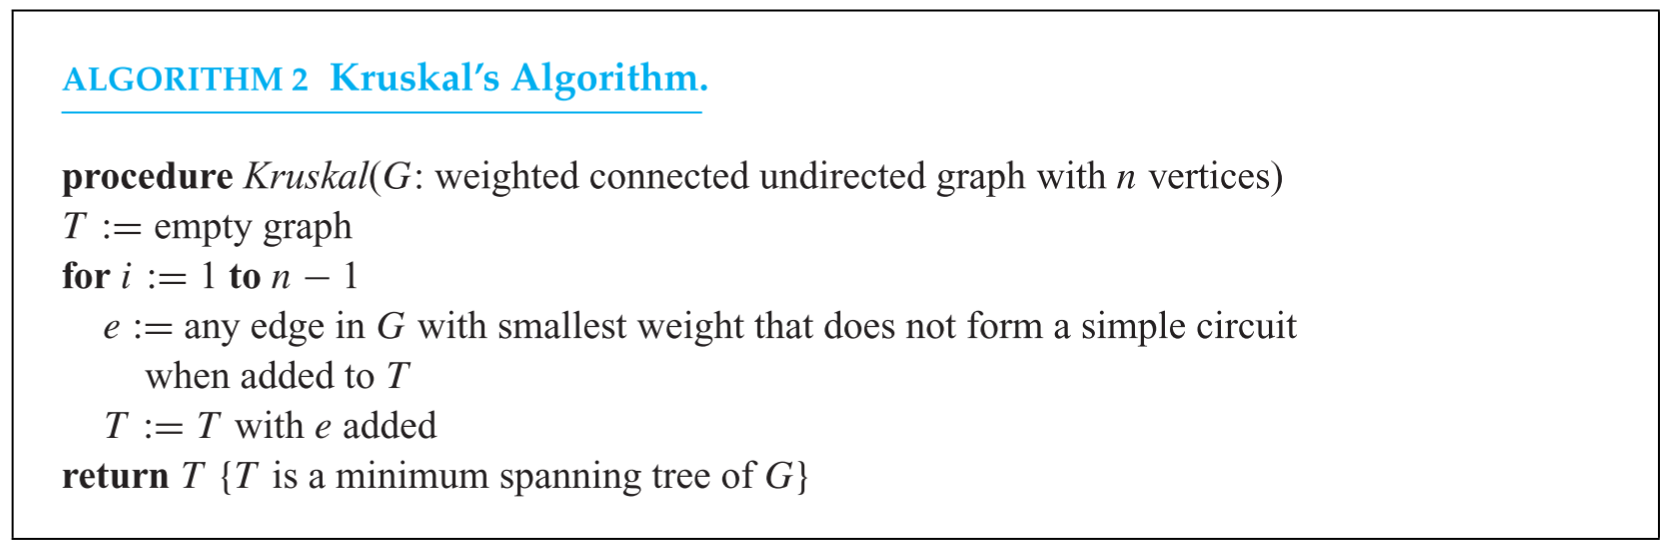 ALGORITHM 2 Kruskal’s Algorithm.
procedure Kruskal(G: weighted connected undirected graph with n vertices)
T := empty graph
for i := 1 to n − 1
e := any edge in G with smallest weight that does not form a simple circuit
when added to T
T := T with e added
return T {T is a minimum spanning tree of G}